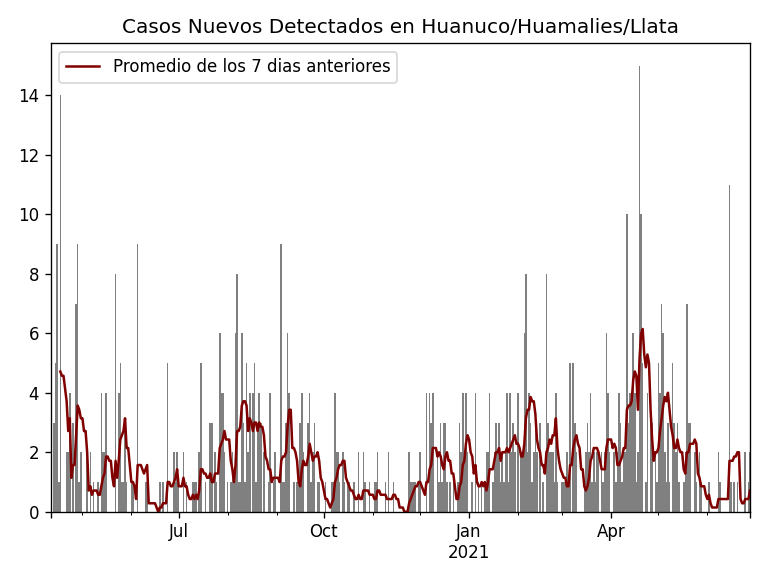 Casos Nuevos Detectados en Huanuco/Huamalies/Llata
Promedio de los 7 dias anteriores
14
12
10
8
6
4
2
0
Jul
Oct
Jan
2021
Apr